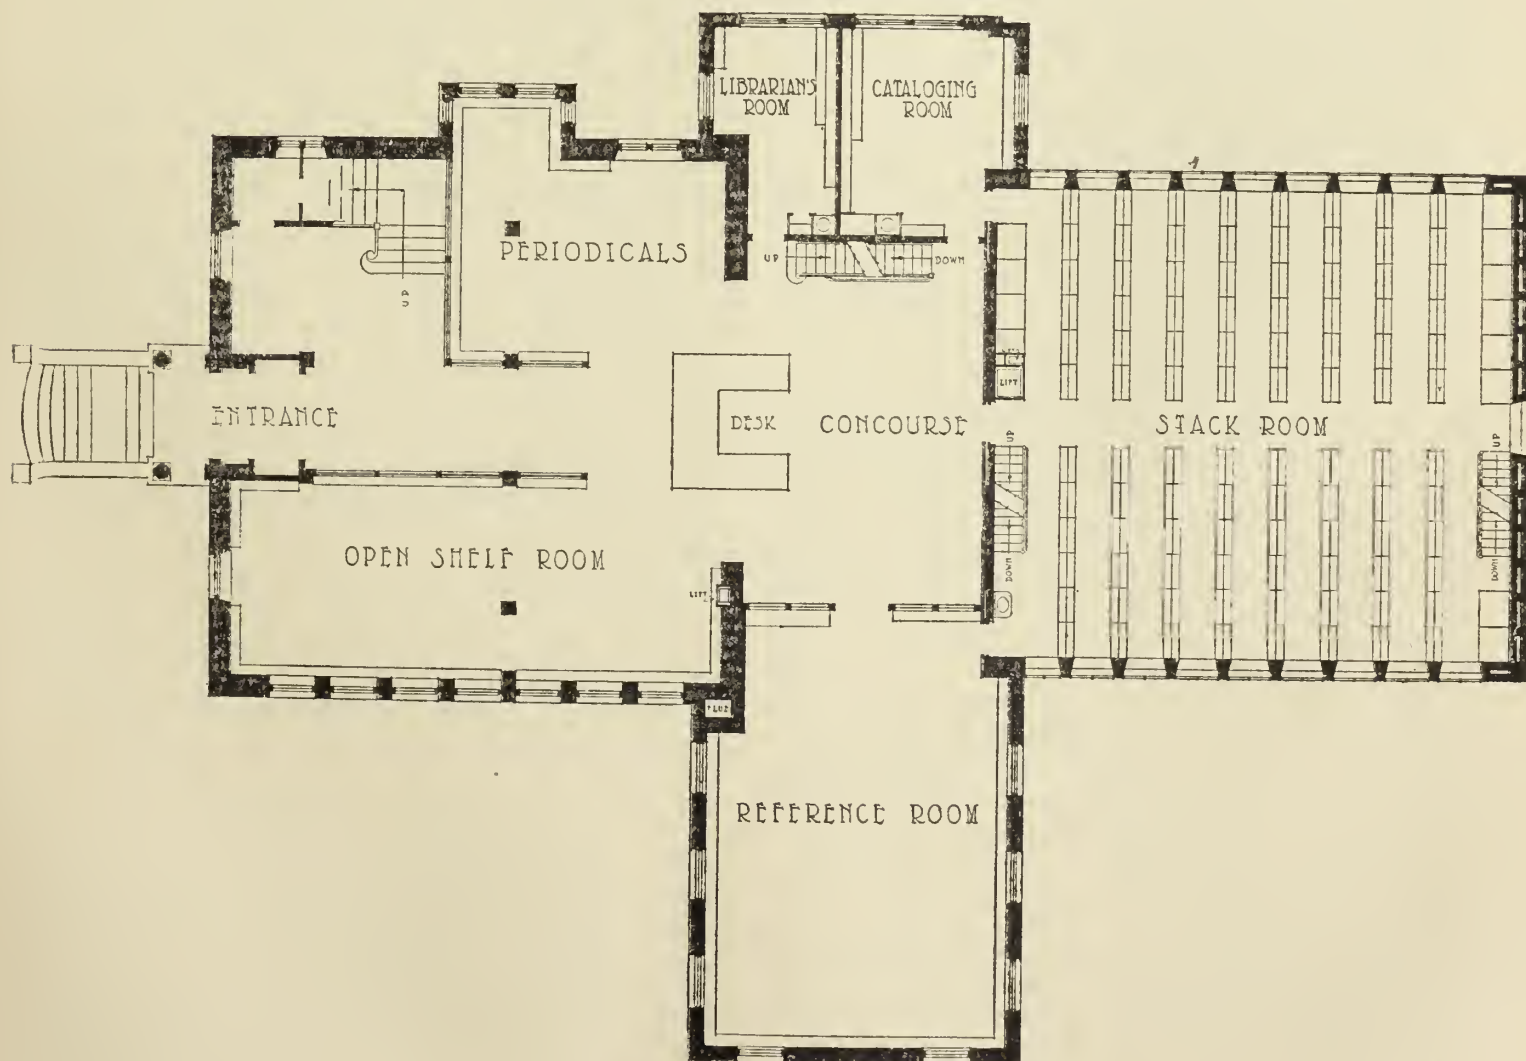 LIBRARIAN'S
ROOM
CATALOGING
ROOM
PERIODICALS
UP
DOWN
UP
LIFT
ENTRANCE
DESK
CONCOURSE
STACK ROOM
UP
UP
OPEN SHELF ROOM
LIFT
DOWN
DOWN
FLUE
REFERENCE ROOM